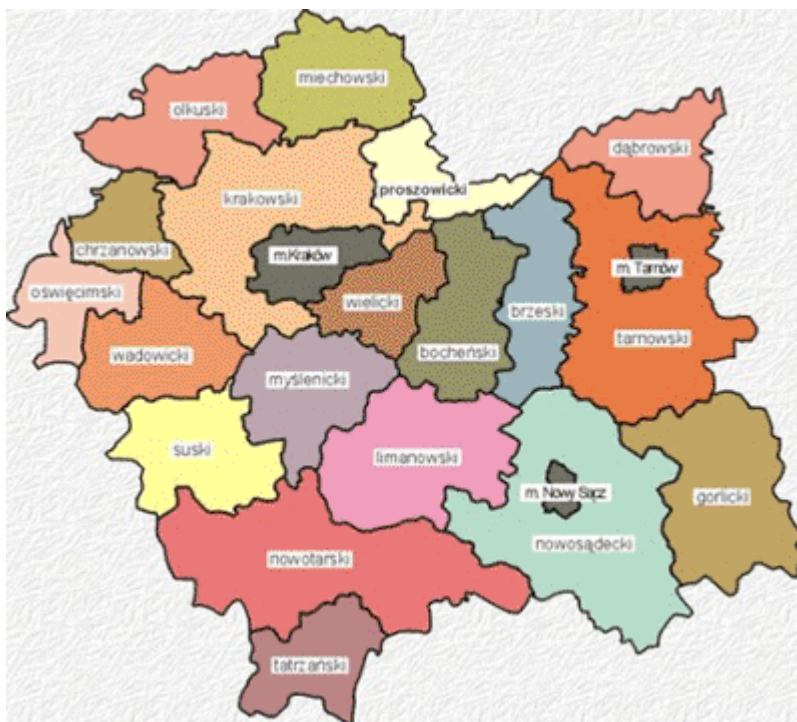 miechowski
olkuski
dąbrowski
proszowicki
krakowski
chrzanowski
m.Kraków
m. Tarnów
oświęcimski
wielicki
brzeski
tarnowski
wadowicki
bocheński
myślenicki
suski
limanowski
m. Nowy Sącz
gorlicki
nowosądecki
nowotarski
tatrzański